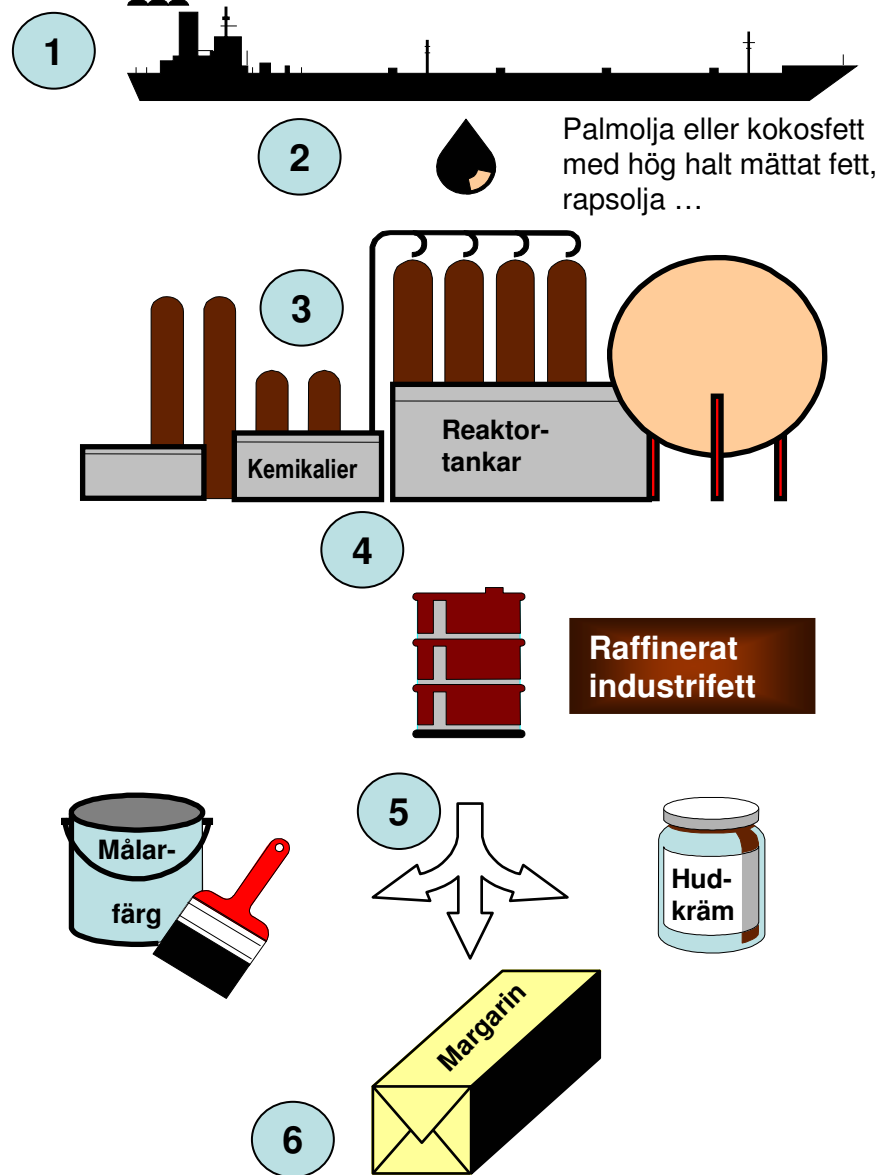 1
2
Palmolja eller kokosfett
med hög halt mättat fett,
rapsolja …
3
Reaktor-
tankar
Kemikalier
4
Raffinerat
industrifett
5
Målar-
färg
Hud-
kräm
Margarin
6